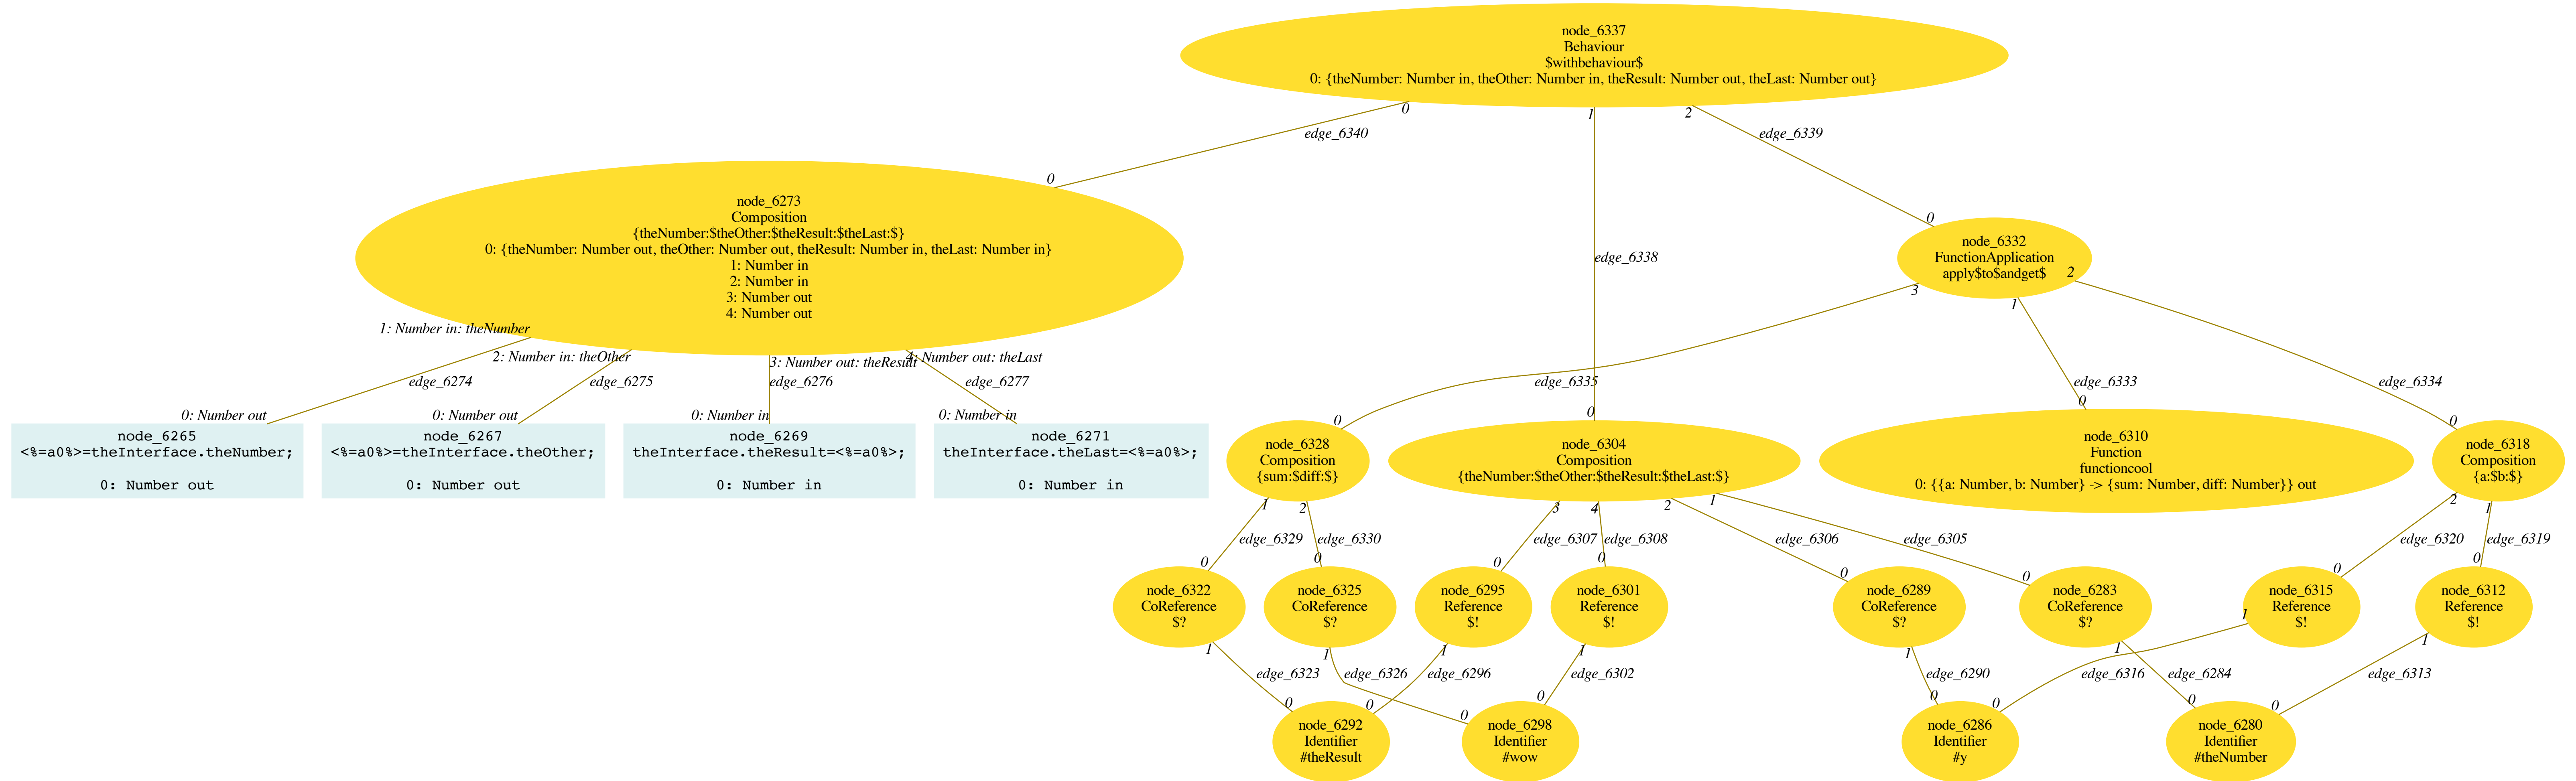 node_6337
Behaviour
$withbehaviour$
0: {theNumber: Number in, theOther: Number in, theResult: Number out, theLast: Number out}
0
1
2
edge_6340
edge_6339
0
node_6273
Composition
{theNumber:$theOther:$theResult:$theLast:$}
0: {theNumber: Number out, theOther: Number out, theResult: Number in, theLast: Number in}
1: Number in
2: Number in
3: Number out
4: Number out
edge_6338
0
node_6332
FunctionApplication
apply$to$andget$
2
3
1
1: Number in: theNumber
2: Number in: theOther
3: Number out: theResult
4: Number out: theLast
edge_6274
edge_6275
edge_6276
edge_6277
edge_6335
edge_6333
edge_6334
0: Number out
0: Number out
0: Number in
0: Number in
0
0
0
0
node_6265
<%=a0%>=theInterface.theNumber;
0: Number out
node_6267
<%=a0%>=theInterface.theOther;
0: Number out
node_6269
theInterface.theResult=<%=a0%>;
0: Number in
node_6271
theInterface.theLast=<%=a0%>;
0: Number in
node_6328
Composition
{sum:$diff:$}
node_6304
Composition
{theNumber:$theOther:$theResult:$theLast:$}
node_6310
Function
functioncool
0: {{a: Number, b: Number} -> {sum: Number, diff: Number}} out
node_6318
Composition
{a:$b:$}
1
2
3
4
2
1
2
1
edge_6329
edge_6330
edge_6307
edge_6308
edge_6306
edge_6305
edge_6320
edge_6319
0
0
0
0
0
0
0
0
node_6322
CoReference
$?
node_6325
CoReference
$?
node_6295
Reference
$!
node_6301
Reference
$!
node_6289
CoReference
$?
node_6283
CoReference
$?
node_6315
Reference
$!
node_6312
Reference
$!
1
1
1
1
1
1
1
1
edge_6323
edge_6326
edge_6296
edge_6302
edge_6290
edge_6316
edge_6284
edge_6313
0
0
0
0
0
0
0
0
node_6292
Identifier
#theResult
node_6298
Identifier
#wow
node_6286
Identifier
#y
node_6280
Identifier
#theNumber